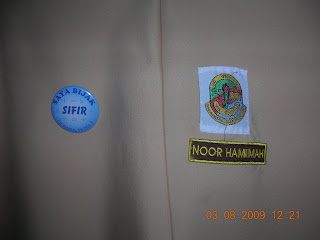 SAYA BIJAK
SIFIR
NOOR HAMIMAH
03 08 2009 12 21